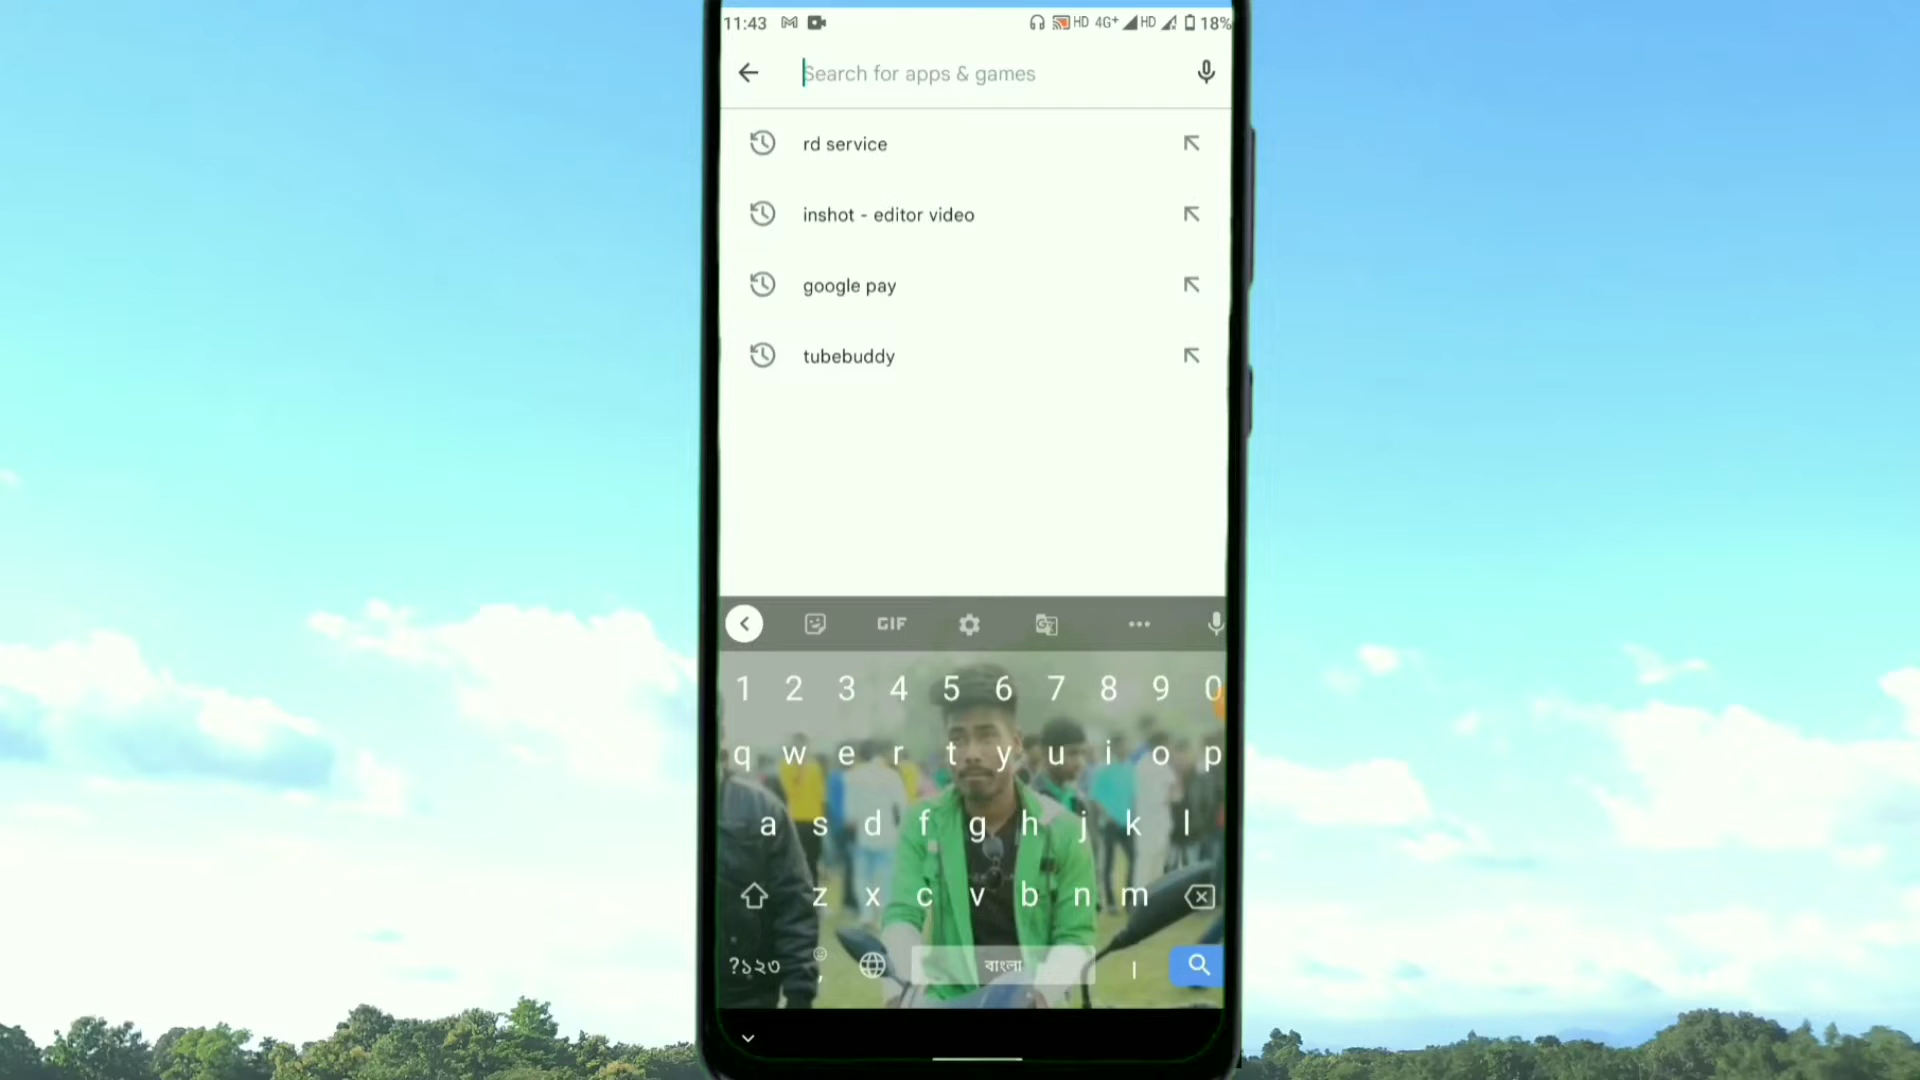 11:43 HD 4G+ HD 18%
Search for apps & games
rd service
inshot - editor video
google pay
tubebuddy
GIF
1 2 3 4 5 6 7 8 9 0
q w e r t y u i o p
a s d f g h j k l
z x c v b n m
?১২৩ , বাংলা ।